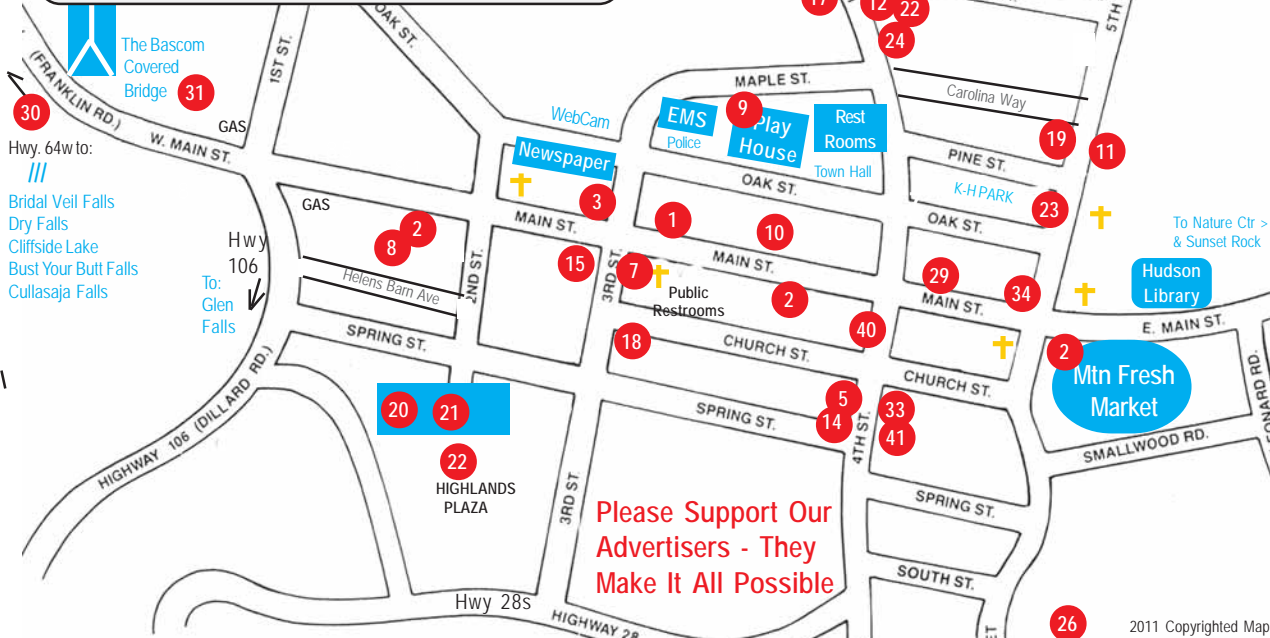 17
12
22
24
5TH
OAK ST.
1ST ST.
The Bascom
Covered
Bridge
31
(FRANKLIN RD.)
30
GAS
W. MAIN ST.
Hwy. 64w to:
///
Bridal Veil Falls
Dry Falls
Cliffside Lake
Bust Your Butt Falls
Cullasaja Falls
MAPLE ST.
WebCam
EMS
Police
9
Play
House
Rest
Rooms
Town Hall
Carolina Way
19
11
PINE ST.
Newspaper
OAK ST.
K-H PARK
23
OAK ST.
To Nature Ctr >
& Sunset Rock
GAS
3
MAIN ST.
1
10
2
8
Hwy
106
To:
Glen
Falls
Helens Barn Ave
2ND ST.
15
3RD ST.
7
MAIN ST.
Public
Restrooms
2
29
MAIN ST.
34
Hudson
Library
E. MAIN ST.
SPRING ST.
18
CHURCH ST.
40
2
Mtn Fresh
Market
CHURCH ST.
20
21
22
HIGHLANDS
PLAZA
SPRING ST.
5
14
4TH ST.
33
41
SMALLWOOD RD.
HIGHWAY 106 (DILLARD RD.)
3RD ST.
Please Support Our
Advertisers - They
Make It All Possible
SPRING ST.
SOUTH ST.
Hwy 28s
HIGHWAY 28
26
2011 Copyrighted Map